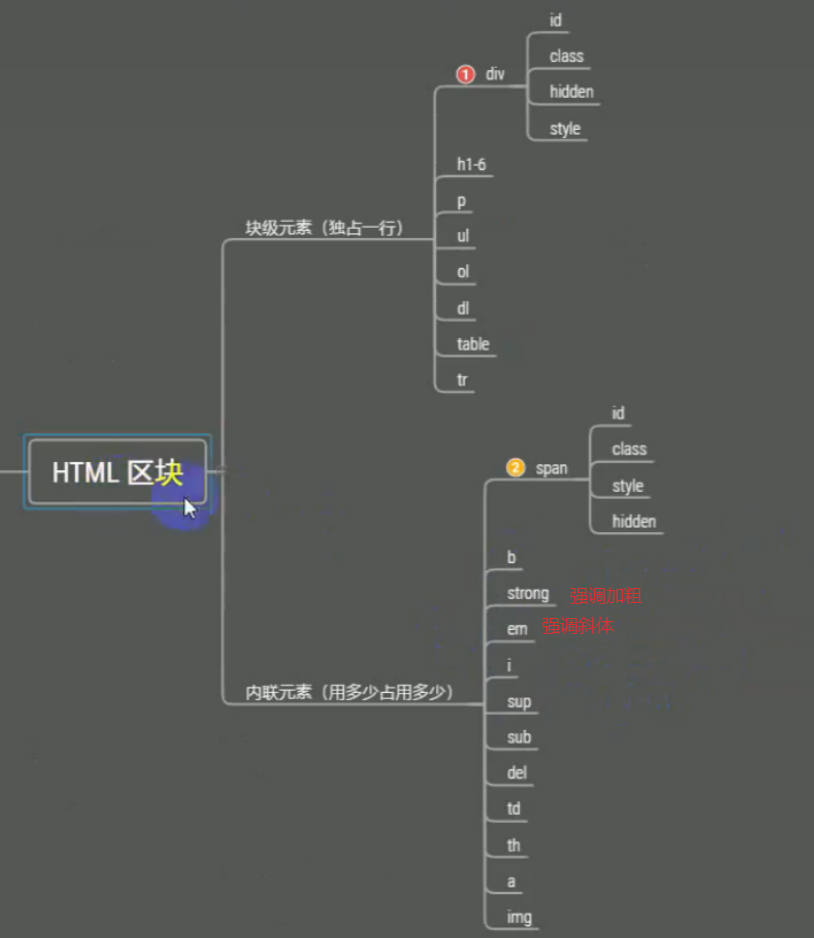 HTML 区块
块级元素（独占一行）
1 div
id
class
hidden
style
h1-6
p
ul
ol
dl
table
tr
内联元素（用多少占用多少）
2 span
id
class
style
hidden
b
strong 强调加粗
em 强调斜体
i
sup
sub
del
td
th
a
img